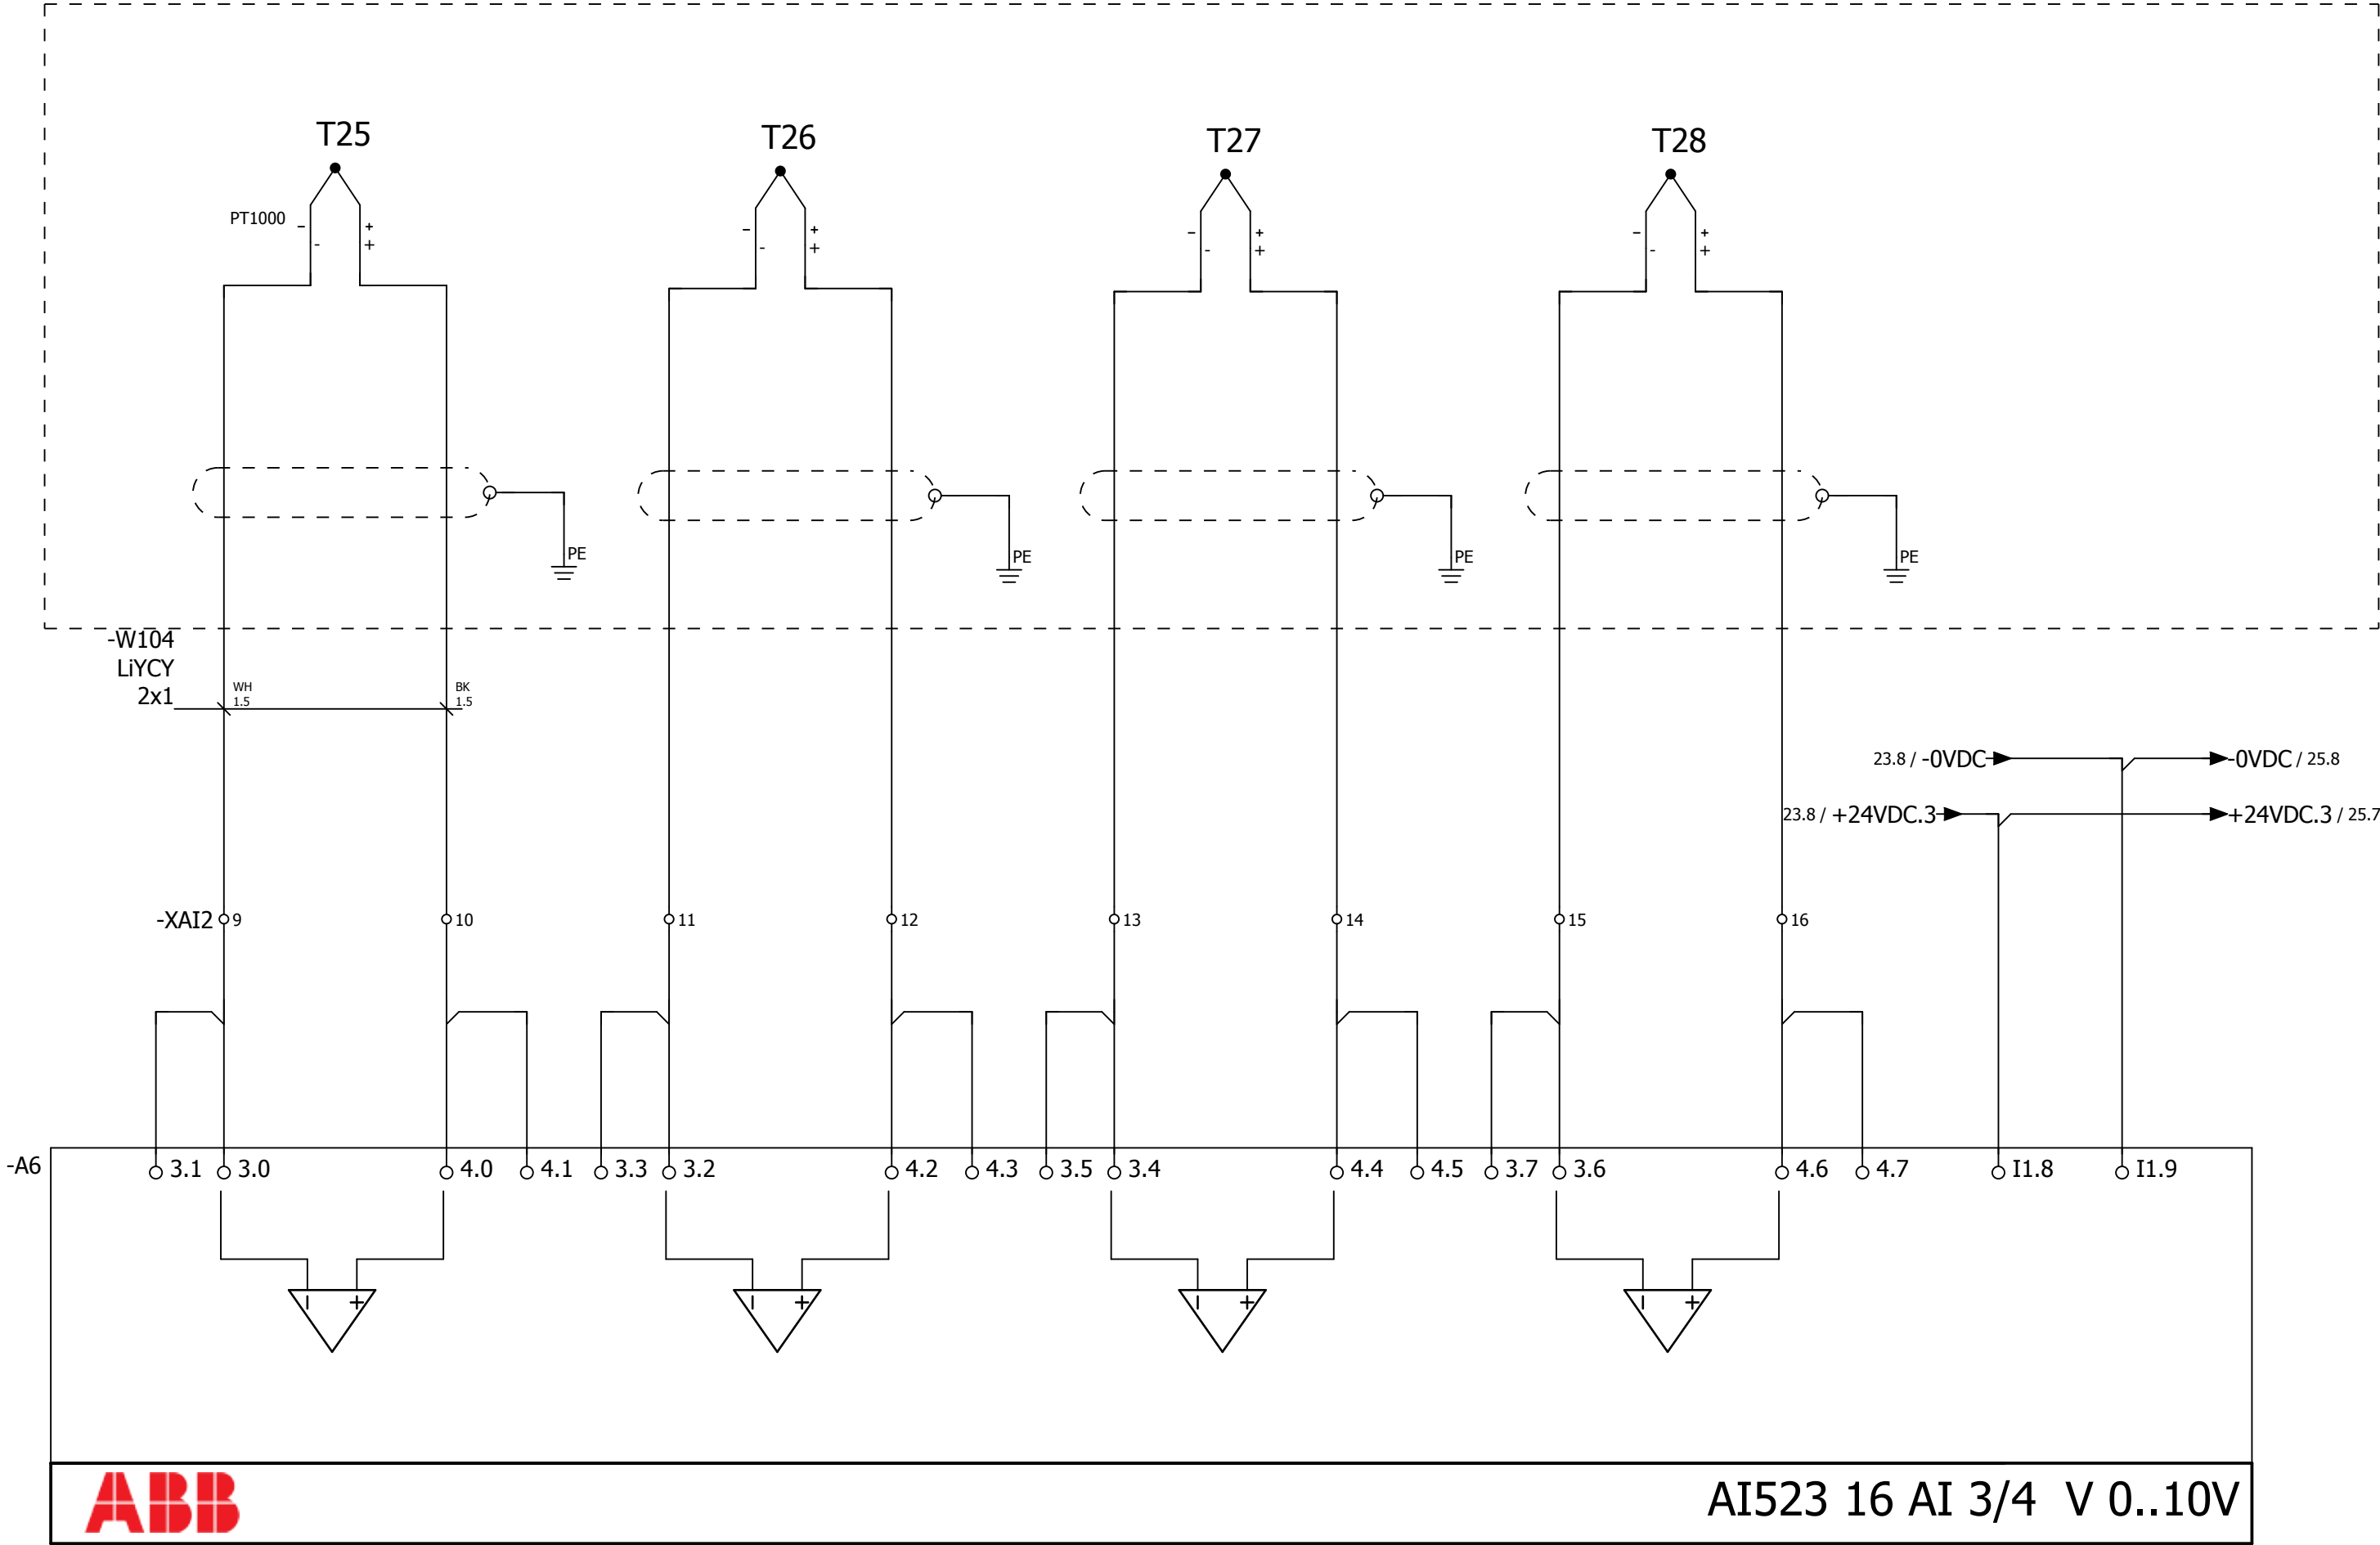 T25
T26
T27
T28
PT1000
- +
- +
- +
- +
- +
- +
- +
- +
PE
PE
PE
PE
-W104
LiYCY
2x1
WH
1.5
BK
1.5
23.8 / -0VDC
-0VDC / 25.8
23.8 / +24VDC.3
+24VDC.3 / 25.7
-XAI2 9 10 11 12 13 14 15 16
-A6 3.1 3.0 4.0 4.1 3.3 3.2 4.2 4.3 3.5 3.4 4.4 4.5 3.7 3.6 4.6 4.7 I1.8 I1.9
- + - + - + - +
ABB
AI523 16 AI 3/4 V 0..10V